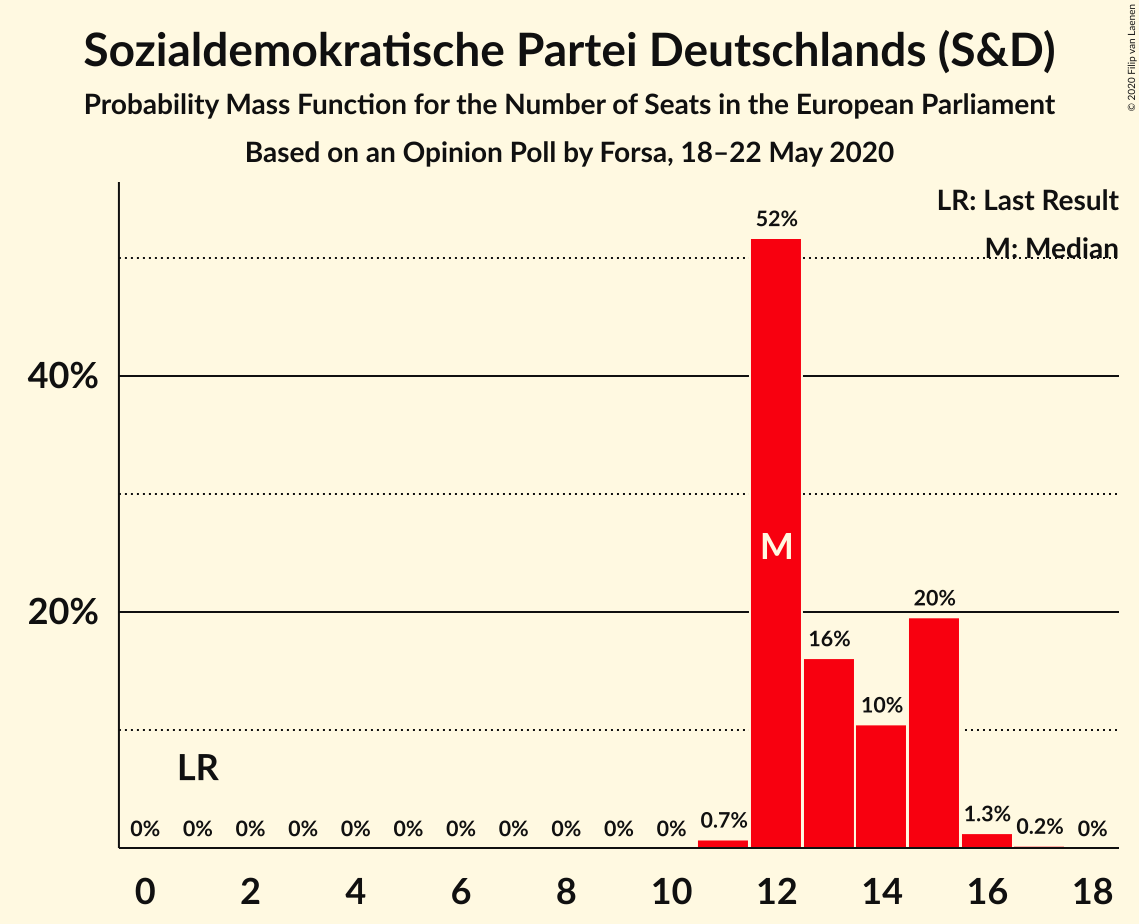 Sozialdemokratische Partei Deutschlands (S&D)
Probability Mass Function for the Number of Seats in the European Parliament
Based on an Opinion Poll by Forsa, 18–22 May 2020
© 2020 Filip van Laenen
LR: Last Result
M: Median
52%
40%
M
20%
20%
16%
10%
LR
0% 0% 0% 0% 0% 0% 0% 0% 0% 0% 0% 0.7% 1.3% 0.2% 0%
0 2 4 6 8 10 12 14 16 18